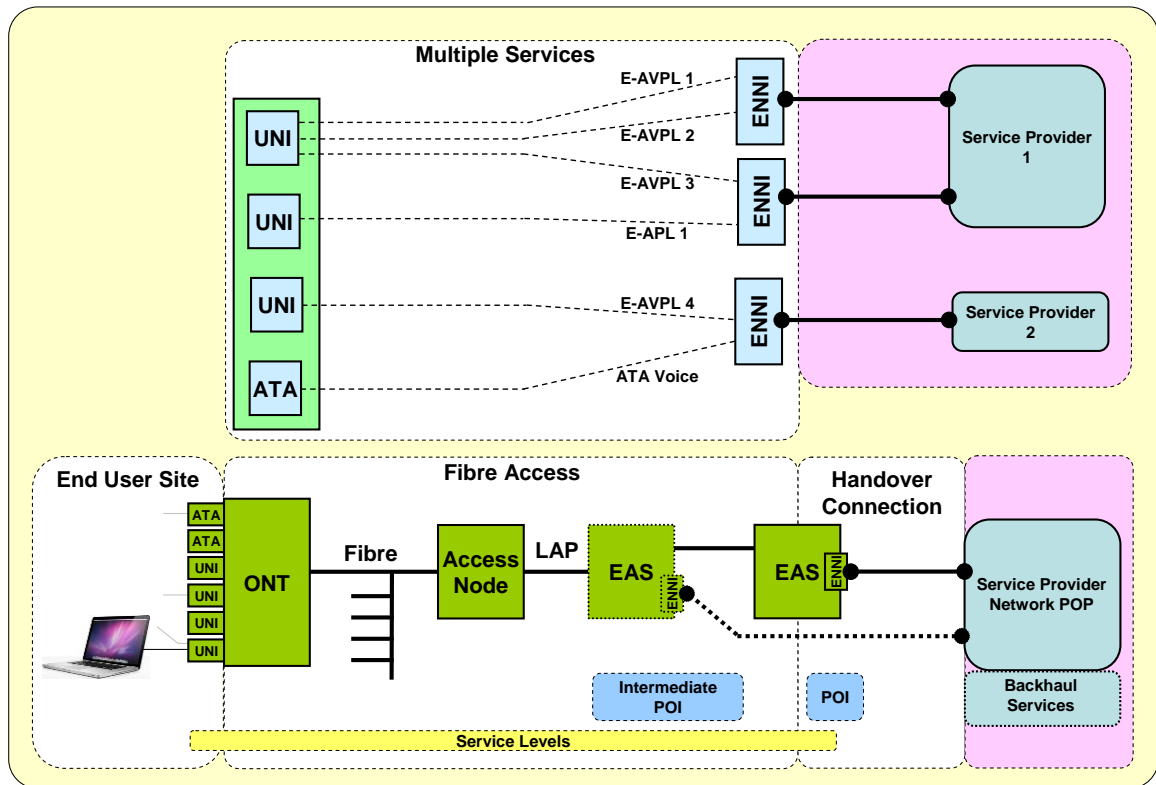 Multiple Services
E-AVPL 1
E-AVPL 2
E-AVPL 3
E-APL 1
E-AVPL 4
ATA Voice
UNI
UNI
UNI
ATA
ENNI
ENNI
ENNI
Service Provider
1
Service Provider
2
End User Site
Fibre Access
Handover
Connection
ATA
ATA
UNI
UNI
UNI
UNI
ONT
Fibre
Access
Node
LAP
EAS
ENNI
EAS
ENNI
Service Provider
Network POP
Intermediate
POI
POI
Backhaul
Services
Service Levels